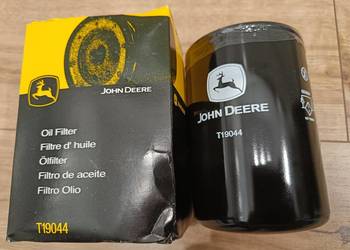 JOHN DEERE
Oil Filter
Filtre d' huile
Ölfilter
Filtro de aceite
Filtro Olio
T19044
JOHN DEERE
T19044